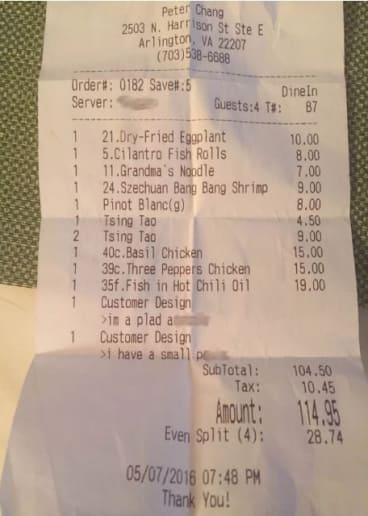 Peter Chang
2503 N. Harrison St Ste E
Arlington, VA 22207
(703)538-6688
Order#: 0182 Save#:5 DineIn
Server: Guests:4 T#: 87
1 21.Dry-Fried Eggplant 10.00
1 5.Cilantro Fish Rolls 8.00
1 11.Grandma's Noodle 7.00
1 24.Szechuan Bang Bang Shrimp 9.00
1 Pinot Blanc(g) 8.00
1 Tsing Tao 4.50
2 Tsing Tao 9.00
1 40c.Basil Chicken 15.00
1 39c.Three Peppers Chicken 15.00
1 35f.Fish in Hot Chili Oil 19.00
1 Customer Design
>im a plad
1 Customer Design
>i have a small
SubTotal: 104.50
Tax: 10.45
Amount: 114.95
Even Split (4): 28.74
05/07/2016 07:48 PM
Thank You!